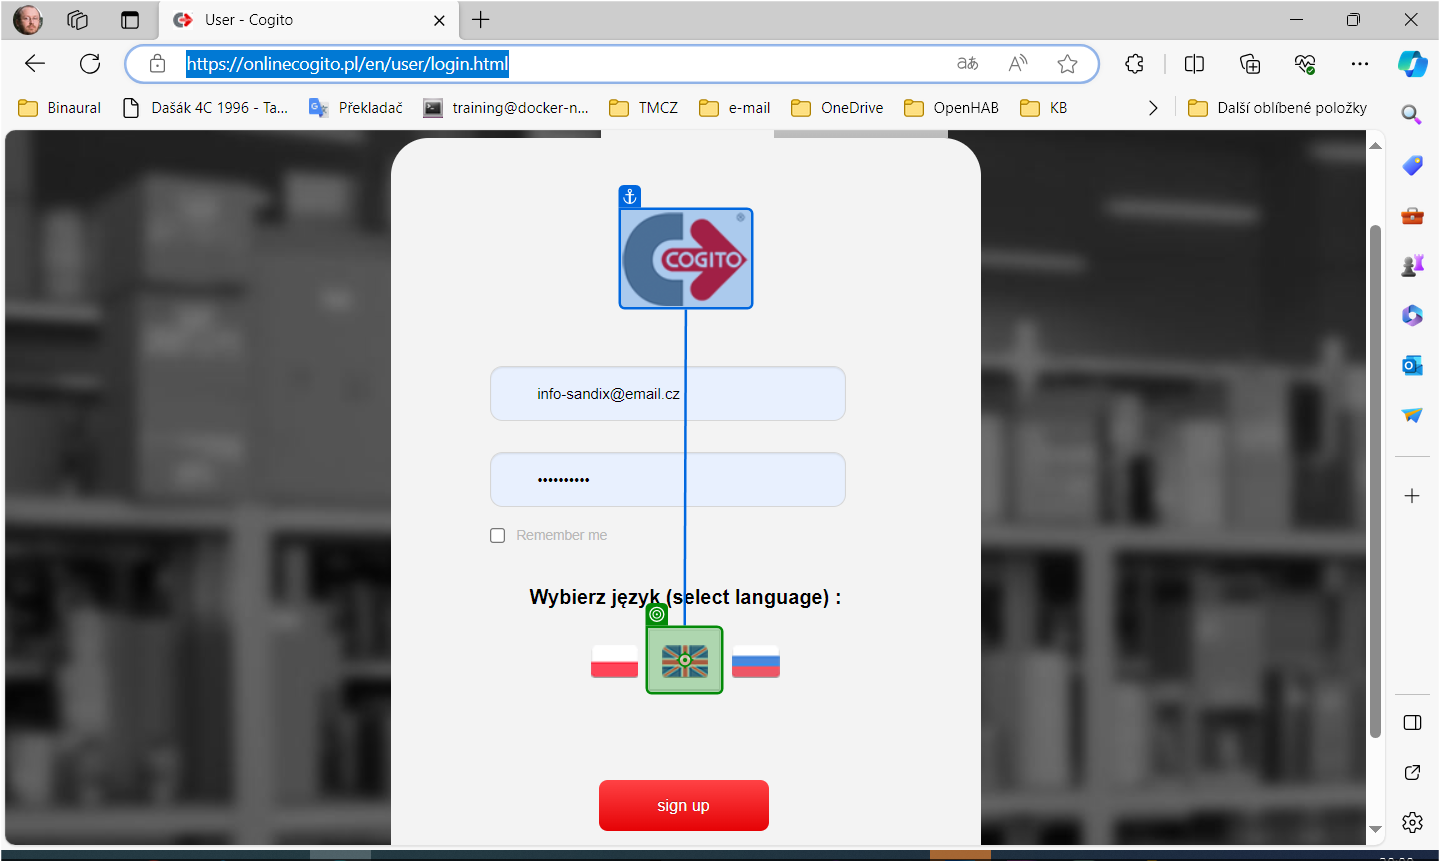 User - Cogito
https://onlinecogito.pl/en/user/login.html
Binaural
Dašák 4C 1996 - Ta...
Překladač
training@docker-n...
TMCZ
e-mail
OneDrive
OpenHAB
KB
Další oblíbené položky
COGITO
info-sandix@email.cz
••••••••••
Remember me
Wybierz język (select language) :
sign up